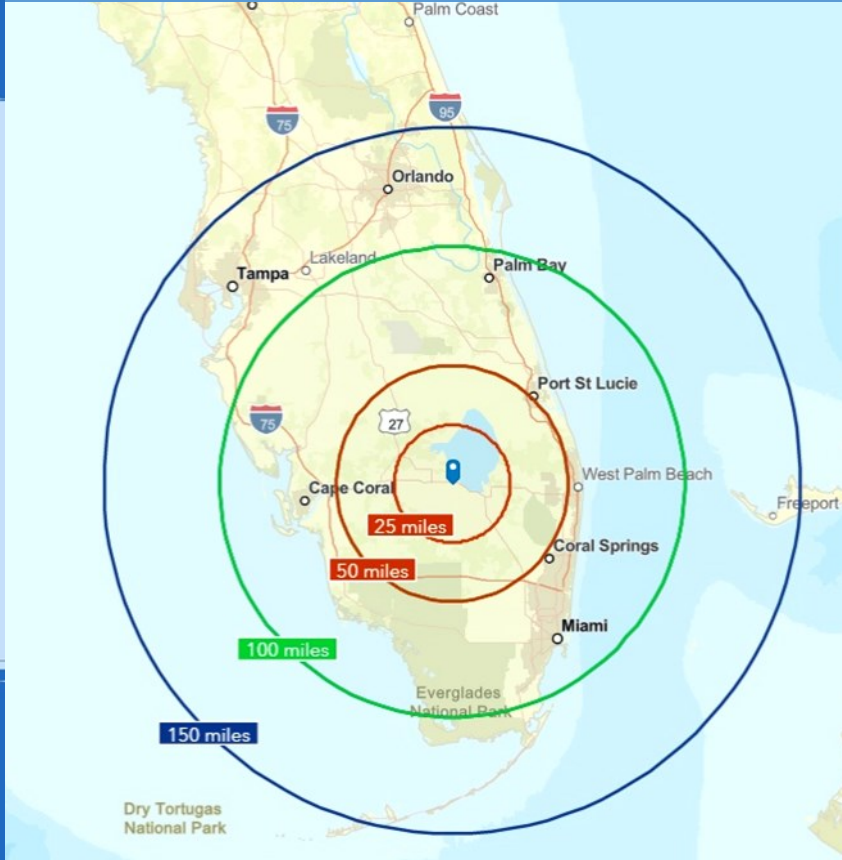 Palm Coast
95
75
Orlando
Lakeland
Tampa
Palm Bay
Port St Lucie
75
27
West Palm Beach
Cape Coral
Freeport
25 miles
Coral Springs
50 miles
Miami
100 miles
Everglades
National Park
150 miles
Dry Tortugas
National Park